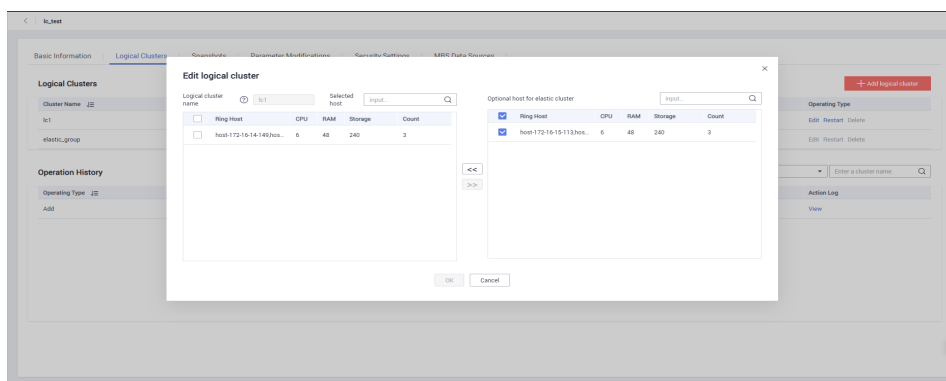 < lc_test
Basic Information Logical Clusters Snapshots Parameter Modifications Security Settings MRS Data Sources
Edit logical cluster ×
Logical Clusters + Add logical cluster
Logical cluster name ? lc1 Selected host input...
Optional host for elastic cluster input...
Cluster Name Operating Type
Ring Host CPU RAM Storage Count
host-172-16-14-149,hos... 6 48 240 3
Ring Host CPU RAM Storage Count
host-172-16-15-113,hos... 6 48 240 3
lc1 Edit Restart Delete
elastic_group Edit Restart Delete
<<
>>
Operation History Enter a cluster name
Operating Type Action Log
Add View
OK Cancel